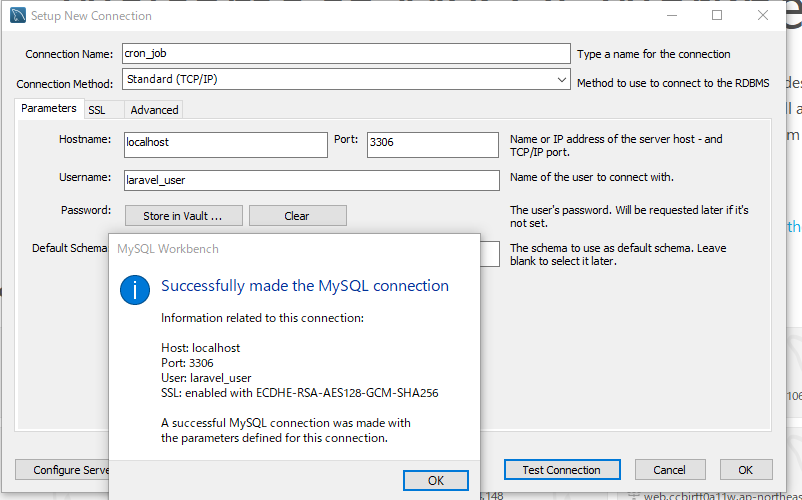 Setup New Connection
Connection Name: cron_job Type a name for the connection
Connection Method: Standard (TCP/IP) Method to use to connect to the RDBMS
Parameters SSL Advanced
Hostname: localhost Port: 3306 Name or IP address of the server host - and
TCP/IP port.
Username: laravel_user Name of the user to connect with.
Password: Store in Vault ... Clear The user's password. Will be requested later if it's
not set.
Default Schema The schema to use as default schema. Leave
blank to select it later.
MySQL Workbench
Successfully made the MySQL connection
Information related to this connection:
Host: localhost
Port: 3306
User: laravel_user
SSL: enabled with ECDHE-RSA-AES128-GCM-SHA256
A successful MySQL connection was made with
the parameters defined for this connection.
OK
Configure Serve Test Connection Cancel OK